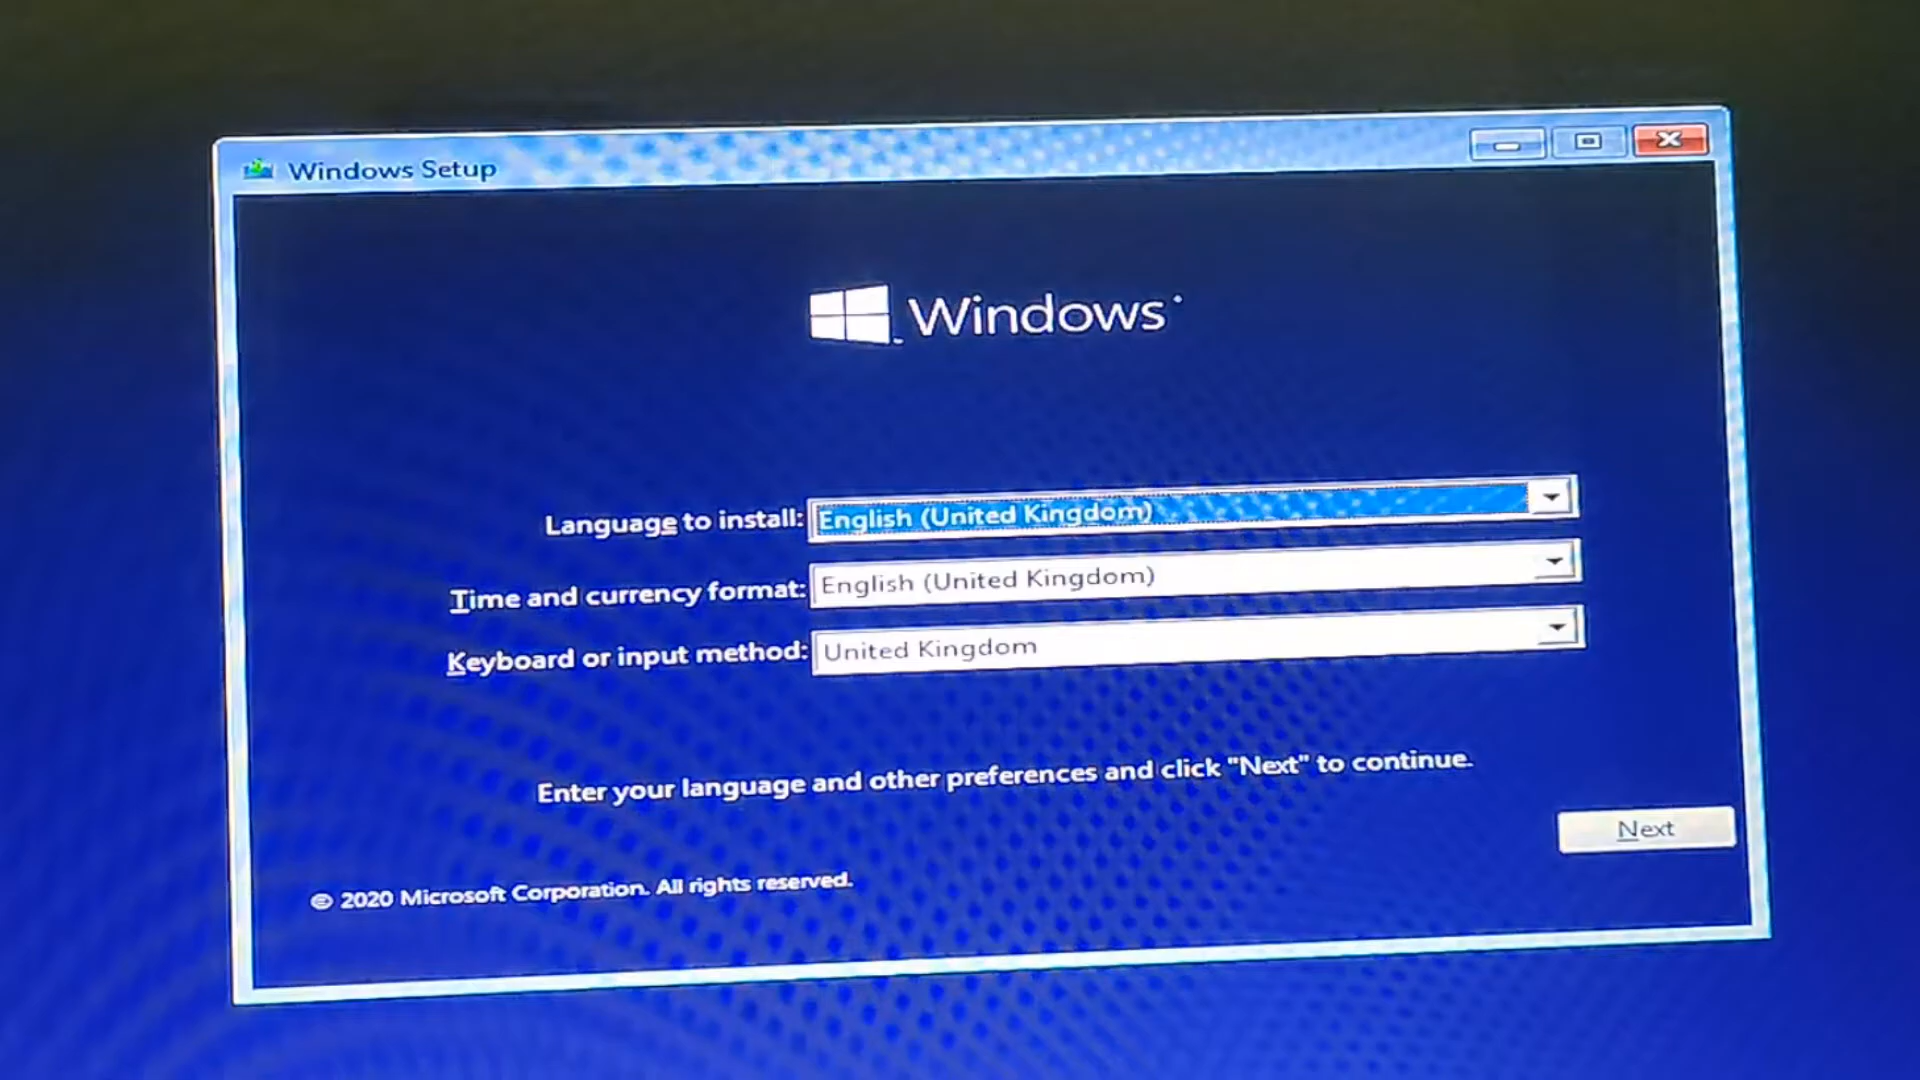 Windows Setup
Windows
Language to install: English (United Kingdom)
Time and currency format: English (United Kingdom)
Keyboard or input method: United Kingdom
Enter your language and other preferences and click "Next" to continue.
Next
© 2020 Microsoft Corporation. All rights reserved.